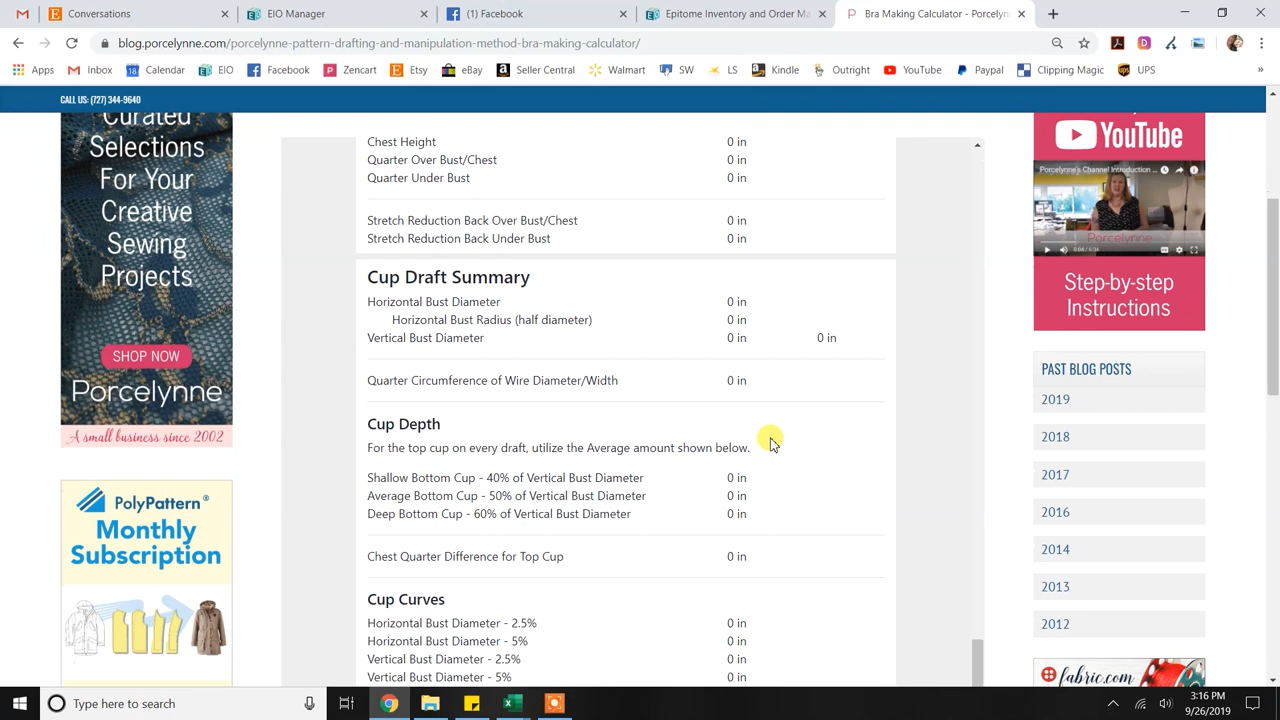 Conversations
EIO Manager
(1) Facebook
Epitome Inventory and Order Ma
Bra Making Calculator - Porcelyn
blog.porcelynne.com/porcelynne-pattern-drafting-and-manipulation-method-bra-making-calculator/
Apps
Inbox
Calendar
EIO
Facebook
Zencart
Etsy
eBay
Seller Central
Walmart
SW
LS
Kindle
Outright
YouTube
Paypal
Clipping Magic
UPS
CALL US: (727) 344-9640
Curated
Selections
For Your
Creative
Sewing
Projects
SHOP NOW
Porcelynne
A small business since 2002
PolyPattern®
Monthly
Subscription
Chest Height 0 in
Quarter Over Bust/Chest 0 in
Quarter Under Bust 0 in
Stretch Reduction Back Over Bust/Chest 0 in
Stretch Reduction Back Under Bust 0 in
Cup Draft Summary
Horizontal Bust Diameter 0 in
Horizontal Bust Radius (half diameter) 0 in
Vertical Bust Diameter 0 in 0 in
Quarter Circumference of Wire Diameter/Width 0 in
Cup Depth
For the top cup on every draft, utilize the Average amount shown below.
Shallow Bottom Cup - 40% of Vertical Bust Diameter 0 in
Average Bottom Cup - 50% of Vertical Bust Diameter 0 in
Deep Bottom Cup - 60% of Vertical Bust Diameter 0 in
Chest Quarter Difference for Top Cup 0 in
Cup Curves
Horizontal Bust Diameter - 2.5% 0 in
Horizontal Bust Diameter - 5% 0 in
Vertical Bust Diameter - 2.5% 0 in
Vertical Bust Diameter - 5% 0 in
YouTube
Porcelynne's Channel Introduction ...
Porcelynne
Step-by-step
Instructions
PAST BLOG POSTS
2019
2018
2017
2016
2014
2013
2012
fabric.com
Type here to search
3:16 PM
9/26/2019